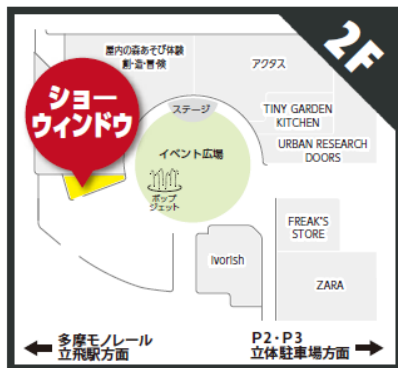 2F
屋内の森あそび体験
創・造・冒険
アクタス
ショー
ウィンドウ
ステージ
TINY GARDEN
KITCHEN
イベント広場
URBAN RESEARCH
DOORS
ポップ
ジェット
FREAK'S
STORE
Ivorish
ZARA
多摩モノレール
立飛駅方面
P2・P3
立体駐車場方面